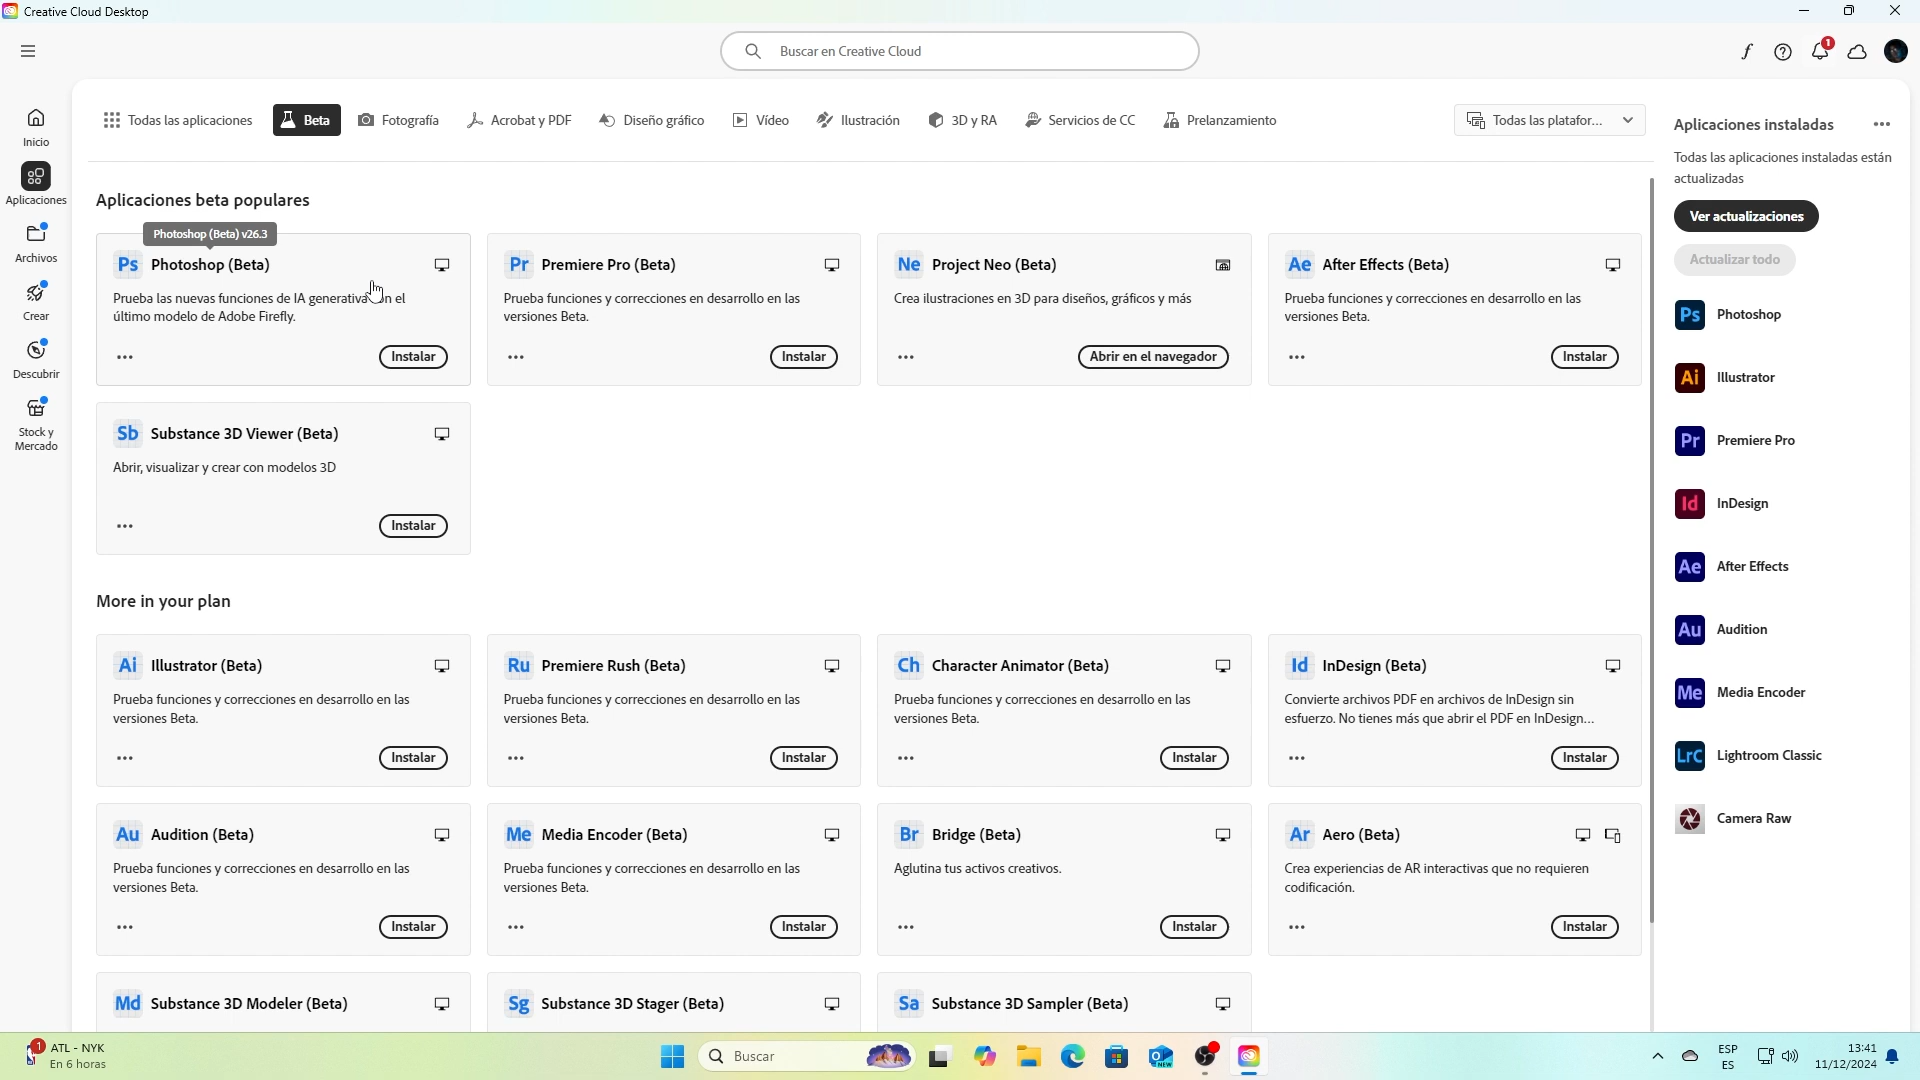 Creative Cloud Desktop
Buscar en Creative Cloud
1
Inicio
Aplicaciones
Archivos
Crear
Descubrir
Stock y
Mercado
Todas las aplicaciones
Beta
Fotografía
Acrobat y PDF
Diseño gráfico
Vídeo
Ilustración
3D y RA
Servicios de CC
Prelanzamiento
Todas las platafor...
Aplicaciones beta populares
Photoshop (Beta) v26.3
Ps Photoshop (Beta)
Prueba las nuevas funciones de IA generativa con el
último modelo de Adobe Firefly.
Instalar
Pr Premiere Pro (Beta)
Prueba funciones y correcciones en desarrollo en las
versiones Beta.
Instalar
Ne Project Neo (Beta)
Crea ilustraciones en 3D para diseños, gráficos y más
Abrir en el navegador
Ae After Effects (Beta)
Prueba funciones y correcciones en desarrollo en las
versiones Beta.
Instalar
Sb Substance 3D Viewer (Beta)
Abrir, visualizar y crear con modelos 3D
Instalar
More in your plan
Ai Illustrator (Beta)
Prueba funciones y correcciones en desarrollo en las
versiones Beta.
Instalar
Ru Premiere Rush (Beta)
Prueba funciones y correcciones en desarrollo en las
versiones Beta.
Instalar
Ch Character Animator (Beta)
Prueba funciones y correcciones en desarrollo en las
versiones Beta.
Instalar
Id InDesign (Beta)
Convierte archivos PDF en archivos de InDesign sin
esfuerzo. No tienes más que abrir el PDF en InDesign...
Instalar
Au Audition (Beta)
Prueba funciones y correcciones en desarrollo en las
versiones Beta.
Instalar
Me Media Encoder (Beta)
Prueba funciones y correcciones en desarrollo en las
versiones Beta.
Instalar
Br Bridge (Beta)
Aglutina tus activos creativos.
Instalar
Ar Aero (Beta)
Crea experiencias de AR interactivas que no requieren
codificación.
Instalar
Md Substance 3D Modeler (Beta)
Sg Substance 3D Stager (Beta)
Sa Substance 3D Sampler (Beta)
Aplicaciones instaladas
Todas las aplicaciones instaladas están
actualizadas
Ver actualizaciones
Actualizar todo
Ps Photoshop
Ai Illustrator
Pr Premiere Pro
Id InDesign
Ae After Effects
Au Audition
Me Media Encoder
LrC Lightroom Classic
Camera Raw
1
ATL - NYK
En 6 horas
Buscar
NEW
ESP
ES
13:41
11/12/2024